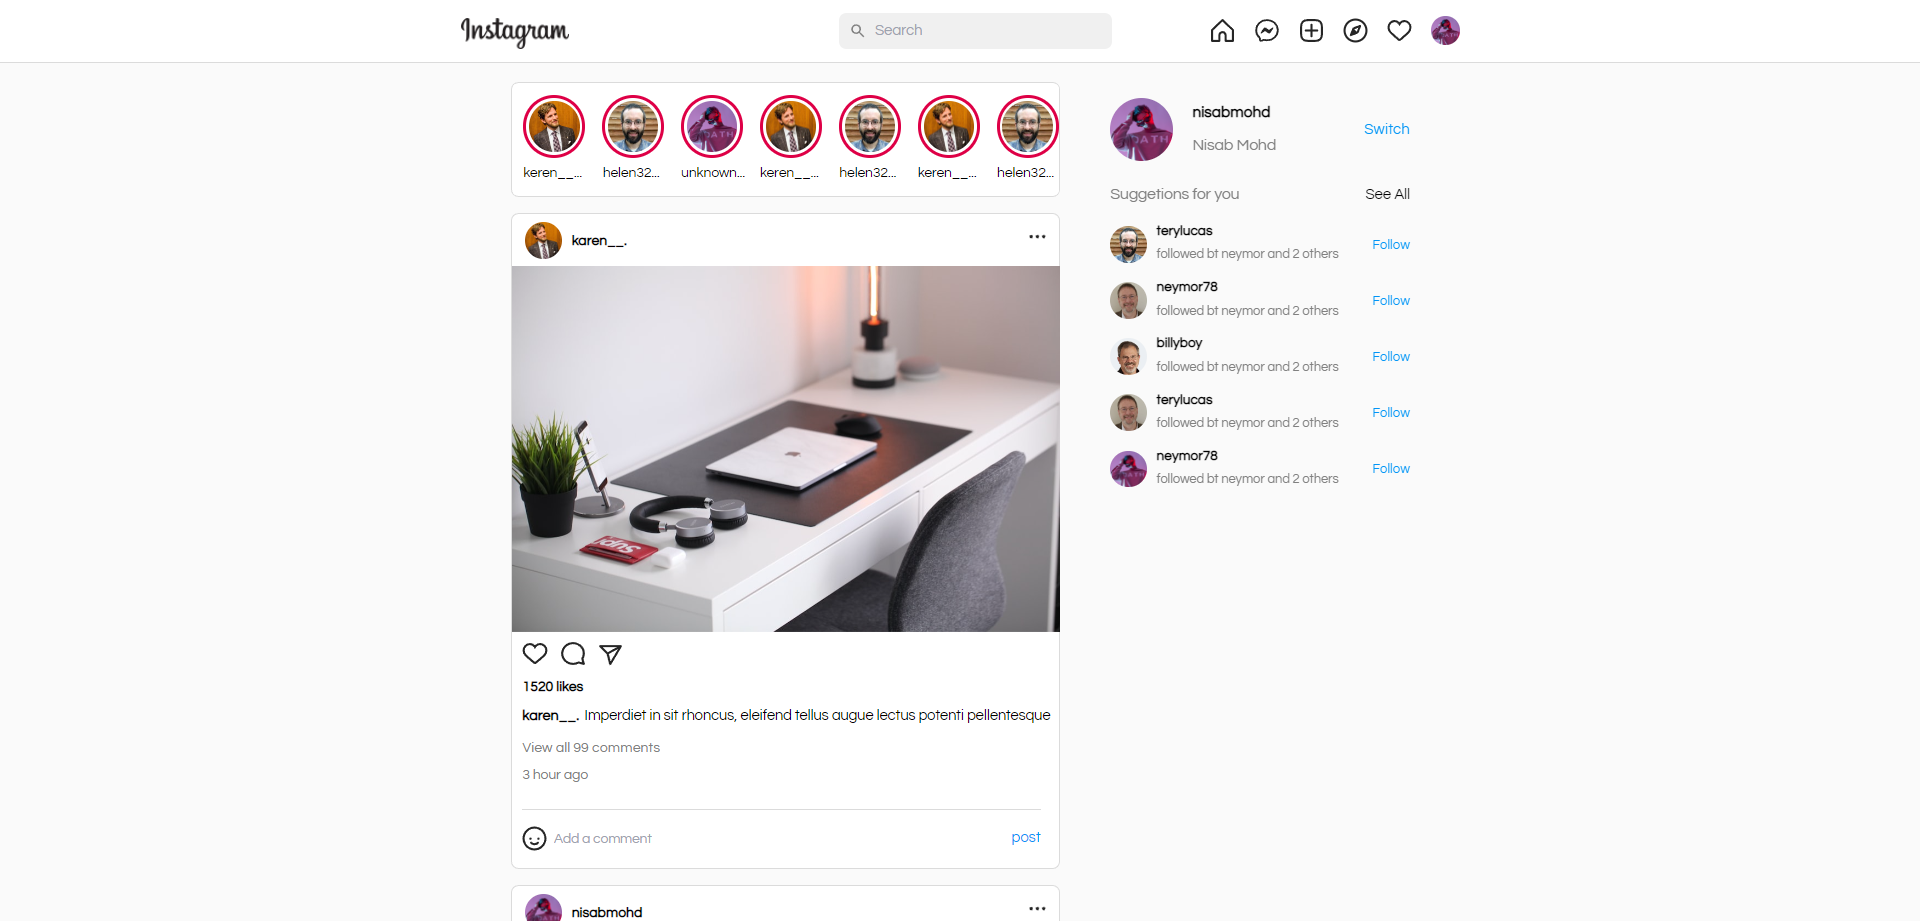 Instagram
Search
keren__...
helen32...
unknown...
keren__...
helen32...
keren__...
helen32...
karen__.
1520 likes
karen__. Imperdiet in sit rhoncus, eleifend tellus augue lectus potenti pellentesque
View all 99 comments
3 hour ago
Add a comment
post
nisabmohd
nisabmohd
Nisab Mohd
Switch
Suggetions for you
See All
terylucas
followed bt neymor and 2 others
Follow
neymor78
followed bt neymor and 2 others
Follow
billyboy
followed bt neymor and 2 others
Follow
terylucas
followed bt neymor and 2 others
Follow
neymor78
followed bt neymor and 2 others
Follow